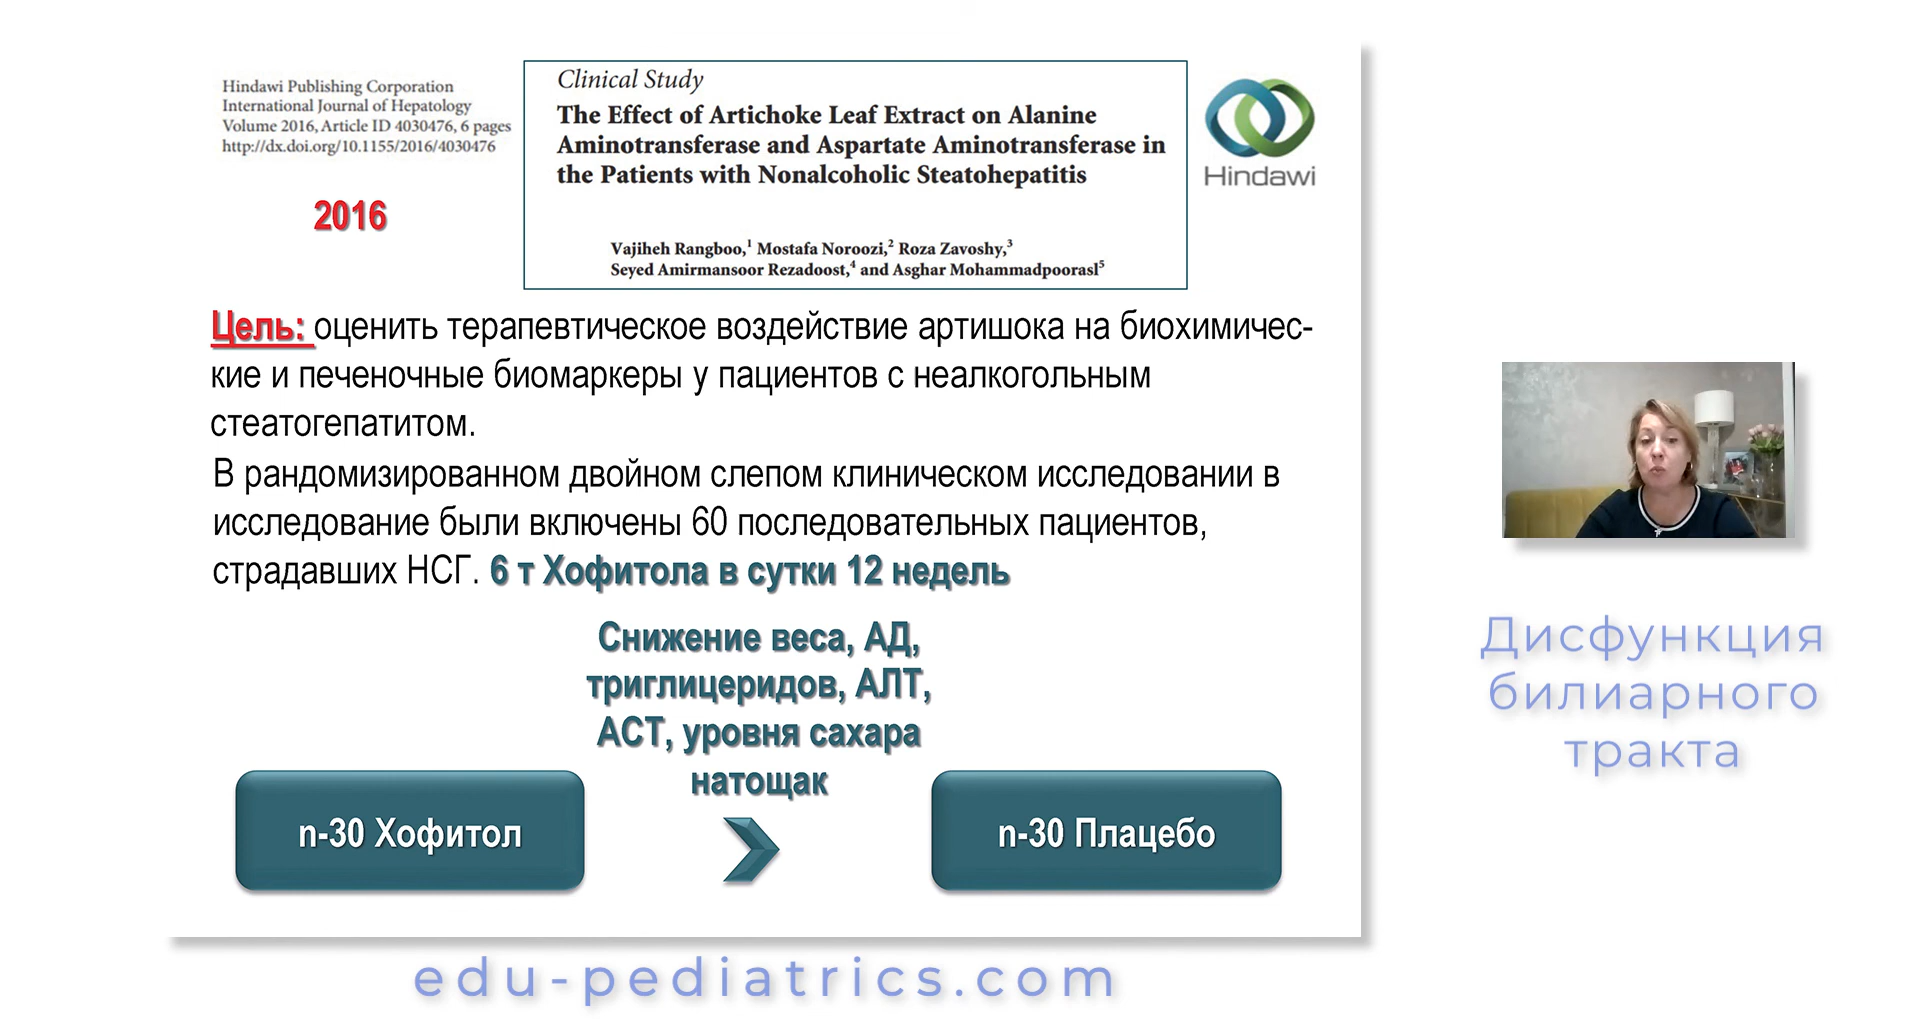 Hindawi Publishing Corporation
International Journal of Hepatology
Volume 2016, Article ID 4030476, 6 pages
http://dx.doi.org/10.1155/2016/4030476
2016
Clinical Study
The Effect of Artichoke Leaf Extract on Alanine
Aminotransferase and Aspartate Aminotransferase in
the Patients with Nonalcoholic Steatohepatitis
Vajiheh Rangboo,1 Mostafa Noroozi,2 Roza Zavoshy,3
Seyed Amirmansoor Rezadoost,4 and Asghar Mohammadpoorasl5
Hindawi
Цель: оценить терапевтическое воздействие артишока на биохимичес-
кие и печеночные биомаркеры у пациентов с неалкогольным
стеатогепатитом.
В рандомизированном двойном слепом клиническом исследовании в
исследование были включены 60 последовательных пациентов,
страдавших НСГ. 6 т Хофитола в сутки 12 недель
Снижение веса, АД,
триглицеридов, АЛТ,
АСТ, уровня сахара
натощак
n-30 Хофитол
n-30 Плацебо
Дисфункция
билиарного
тракта
edu-pediatrics.com